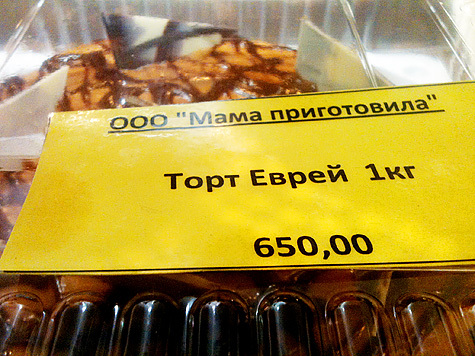 ООО "Мама приготовила"
Торт Еврей 1кг
650,00